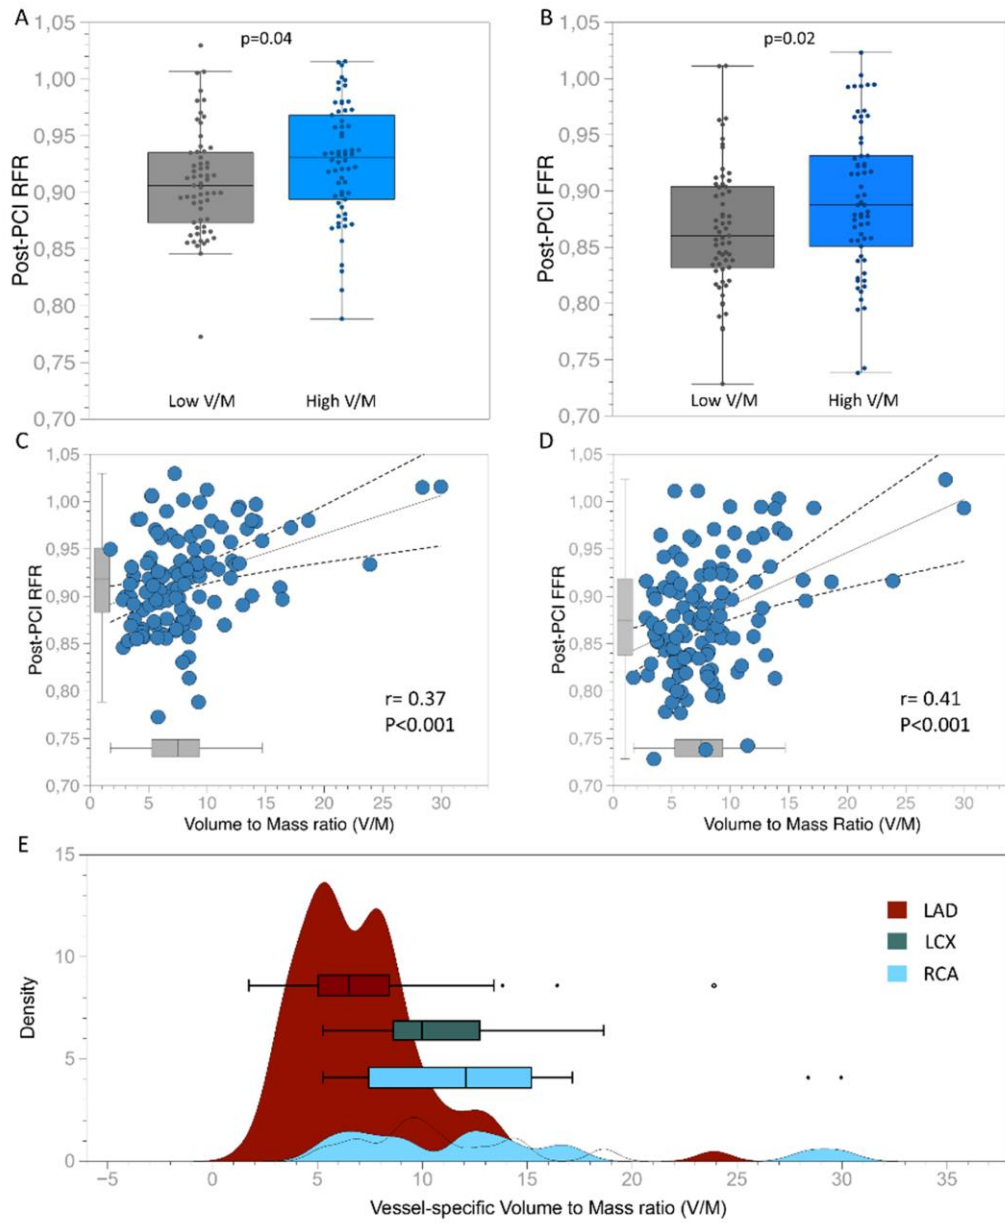 A
1,05
1,00
0,95
0,90
0,85
0,80
0,75
0,70
Post-PCI RFR
p=0.04
Low V/M
High V/M
B
1,05
1,00
0,95
0,90
0,85
0,80
0,75
0,70
Post-PCI FFR
p=0.02
Low V/M
High V/M
C
1,05
1,00
0,95
0,90
0,85
0,80
0,75
0,70
Post-PCI RFR
r= 0.37
P<0.001
0 5 10 15 20 25 30
Volume to Mass ratio (V/M)
D
1,05
1,00
0,95
0,90
0,85
0,80
0,75
0,70
Post-PCI FFR
r= 0.41
P<0.001
0 5 10 15 20 25 30
Volume to Mass Ratio (V/M)
E
15
10
5
0
Density
LAD
LCX
RCA
−5 0 5 10 15 20 25 30 35
Vessel-specific Volume to Mass ratio (V/M)